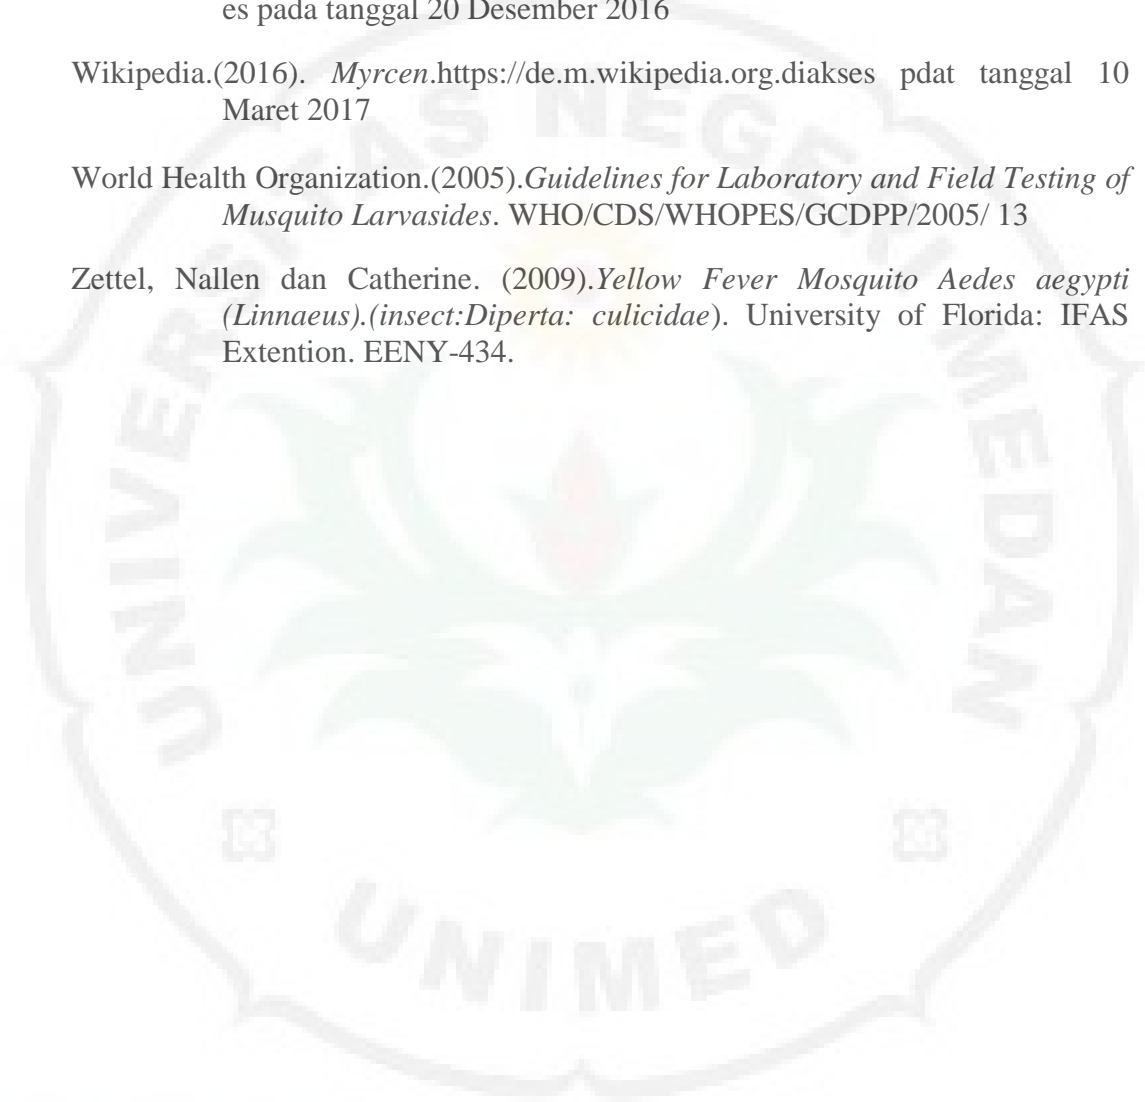 es pada tanggal 20 Desember 2016
Wikipedia.(2016). Myrcen.https://de.m.wikipedia.org.diakses pdat tanggal 10
Maret 2017
World Health Organization.(2005).Guidelines for Laboratory and Field Testing of
Musquito Larvasides. WHO/CDS/WHOPES/GCDPP/2005/ 13
Zettel, Nallen dan Catherine. (2009).Yellow Fever Mosquito Aedes aegypti
(Linnaeus).(insect:Diperta: culicidae). University of Florida: IFAS
Extention. EENY-434.
UNIVERSITAS NEGERI MEDAN
UNIMED